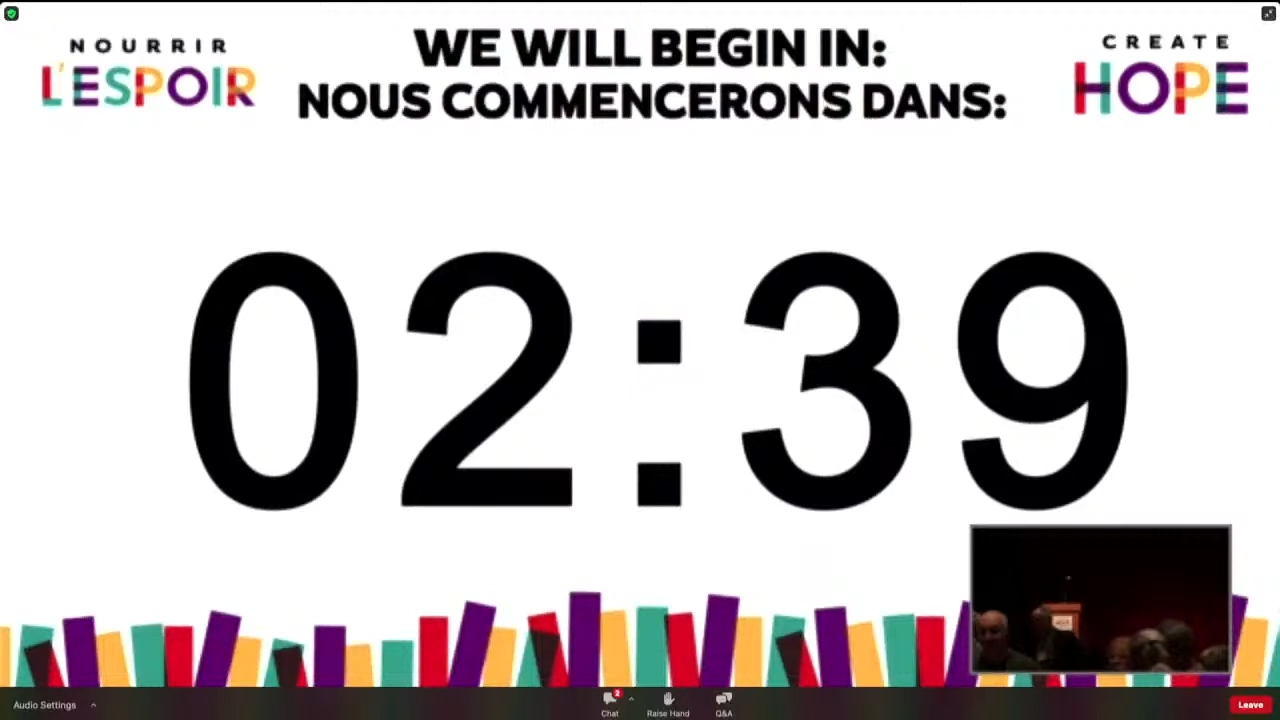 NOURRIR
L'ESPOIR
WE WILL BEGIN IN:
NOUS COMMENCERONS DANS:
CREATE
HOPE
02:39
Audio Settings
2
Chat
Raise Hand
Q&A
Leave